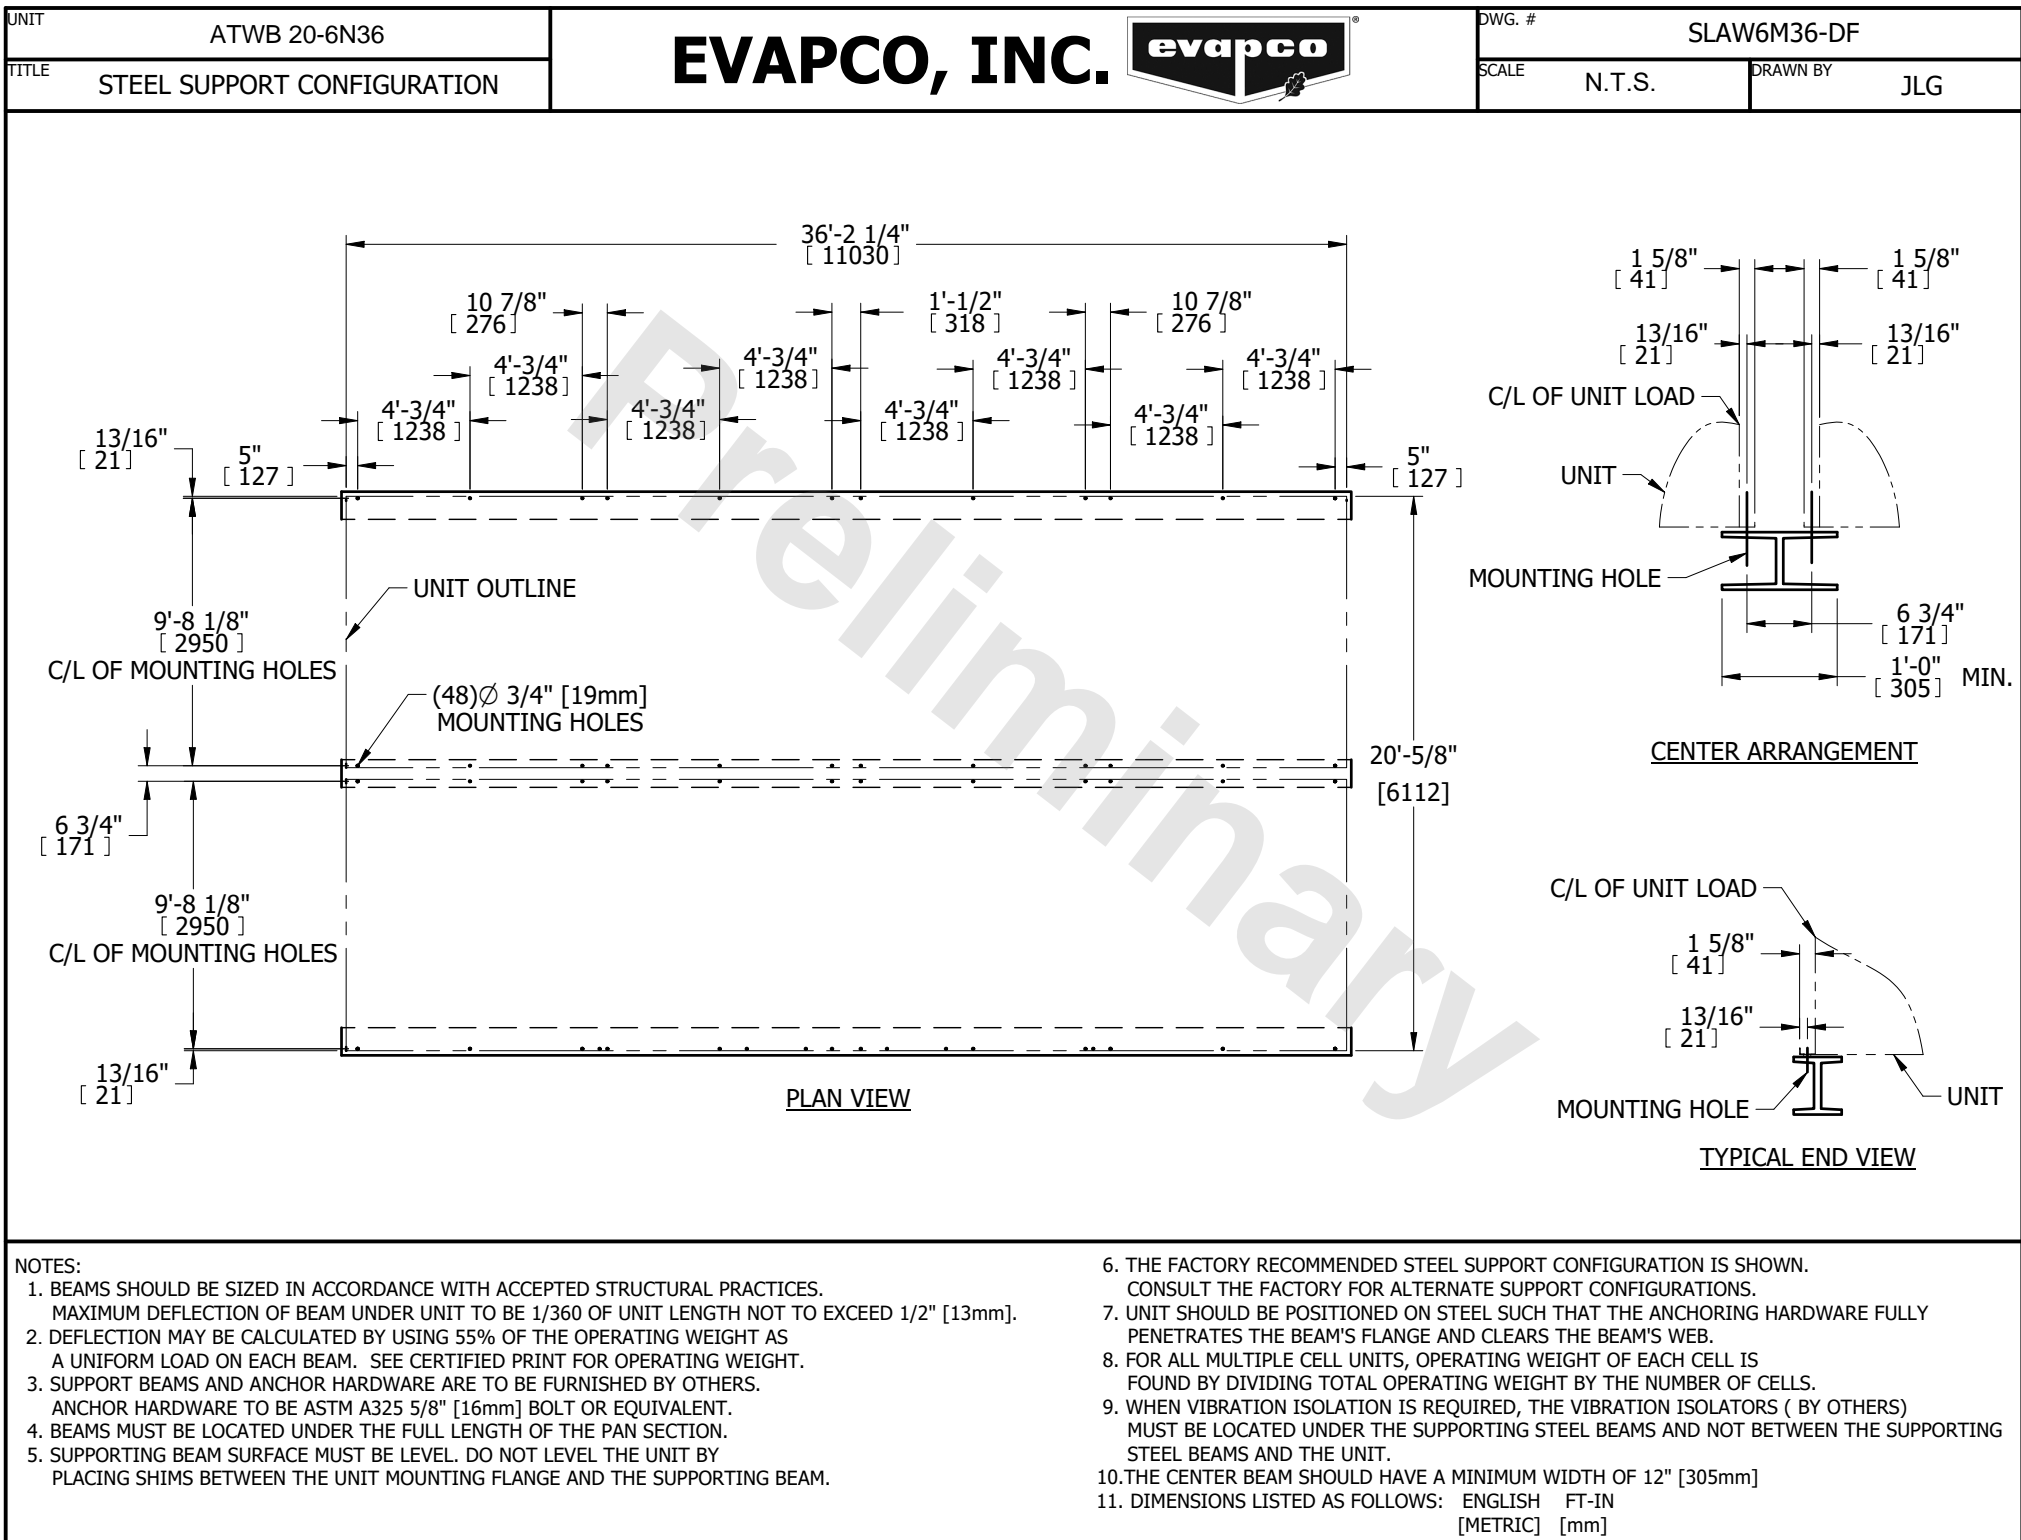 UNIT
ATWB 20-6N36
TITLE
STEEL SUPPORT CONFIGURATION
EVAPCO, INC.
evapco
®
DWG. #
SLAW6M36-DF
SCALE
N.T.S.
DRAWN BY
JLG
36'-2 1/4"
[ 11030]
10 7/8"
[ 276]
1'-1/2"
[ 318 ]
10 7/8"
[ 276 ]
4'-3/4"
[ 1238]
4'-3/4"
[ 1238]
4'-3/4"
[ 1238]
4'-3/4"
[ 1238]
4'-3/4"
[ 1238 ]
4'-3/4"
[ 1238]
4'-3/4"
[ 1238]
4'-3/4"
[ 1238]
13/16"
[ 21]
5"
[ 127 ]
5"
[ 127 ]
UNIT OUTLINE
9'-8 1/8"
[ 2950 ]
C/L OF MOUNTING HOLES
(48)Ø 3/4" [19mm]
MOUNTING HOLES
20'-5/8"
[6112]
6 3/4"
[ 171 ]
9'-8 1/8"
[ 2950 ]
C/L OF MOUNTING HOLES
13/16"
[ 21]
PLAN VIEW
Preliminary
1 5/8"
[ 41]
1 5/8"
[ 41]
13/16"
[ 21]
13/16"
[ 21]
C/L OF UNIT LOAD
UNIT
MOUNTING HOLE
6 3/4"
[ 171]
1'-0"
[ 305] MIN.
CENTER ARRANGEMENT
C/L OF UNIT LOAD
1 5/8"
[ 41]
13/16"
[ 21]
MOUNTING HOLE
UNIT
TYPICAL END VIEW
NOTES:
1. BEAMS SHOULD BE SIZED IN ACCORDANCE WITH ACCEPTED STRUCTURAL PRACTICES.
MAXIMUM DEFLECTION OF BEAM UNDER UNIT TO BE 1/360 OF UNIT LENGTH NOT TO EXCEED 1/2" [13mm].
2. DEFLECTION MAY BE CALCULATED BY USING 55% OF THE OPERATING WEIGHT AS
A UNIFORM LOAD ON EACH BEAM. SEE CERTIFIED PRINT FOR OPERATING WEIGHT.
3. SUPPORT BEAMS AND ANCHOR HARDWARE ARE TO BE FURNISHED BY OTHERS.
ANCHOR HARDWARE TO BE ASTM A325 5/8" [16mm] BOLT OR EQUIVALENT.
4. BEAMS MUST BE LOCATED UNDER THE FULL LENGTH OF THE PAN SECTION.
5. SUPPORTING BEAM SURFACE MUST BE LEVEL. DO NOT LEVEL THE UNIT BY
PLACING SHIMS BETWEEN THE UNIT MOUNTING FLANGE AND THE SUPPORTING BEAM.
6. THE FACTORY RECOMMENDED STEEL SUPPORT CONFIGURATION IS SHOWN.
CONSULT THE FACTORY FOR ALTERNATE SUPPORT CONFIGURATIONS.
7. UNIT SHOULD BE POSITIONED ON STEEL SUCH THAT THE ANCHORING HARDWARE FULLY
PENETRATES THE BEAM'S FLANGE AND CLEARS THE BEAM'S WEB.
8. FOR ALL MULTIPLE CELL UNITS, OPERATING WEIGHT OF EACH CELL IS
FOUND BY DIVIDING TOTAL OPERATING WEIGHT BY THE NUMBER OF CELLS.
9. WHEN VIBRATION ISOLATION IS REQUIRED, THE VIBRATION ISOLATORS ( BY OTHERS)
MUST BE LOCATED UNDER THE SUPPORTING STEEL BEAMS AND NOT BETWEEN THE SUPPORTING
STEEL BEAMS AND THE UNIT.
10.THE CENTER BEAM SHOULD HAVE A MINIMUM WIDTH OF 12" [305mm]
11. DIMENSIONS LISTED AS FOLLOWS: ENGLISH FT-IN
[METRIC] [mm]